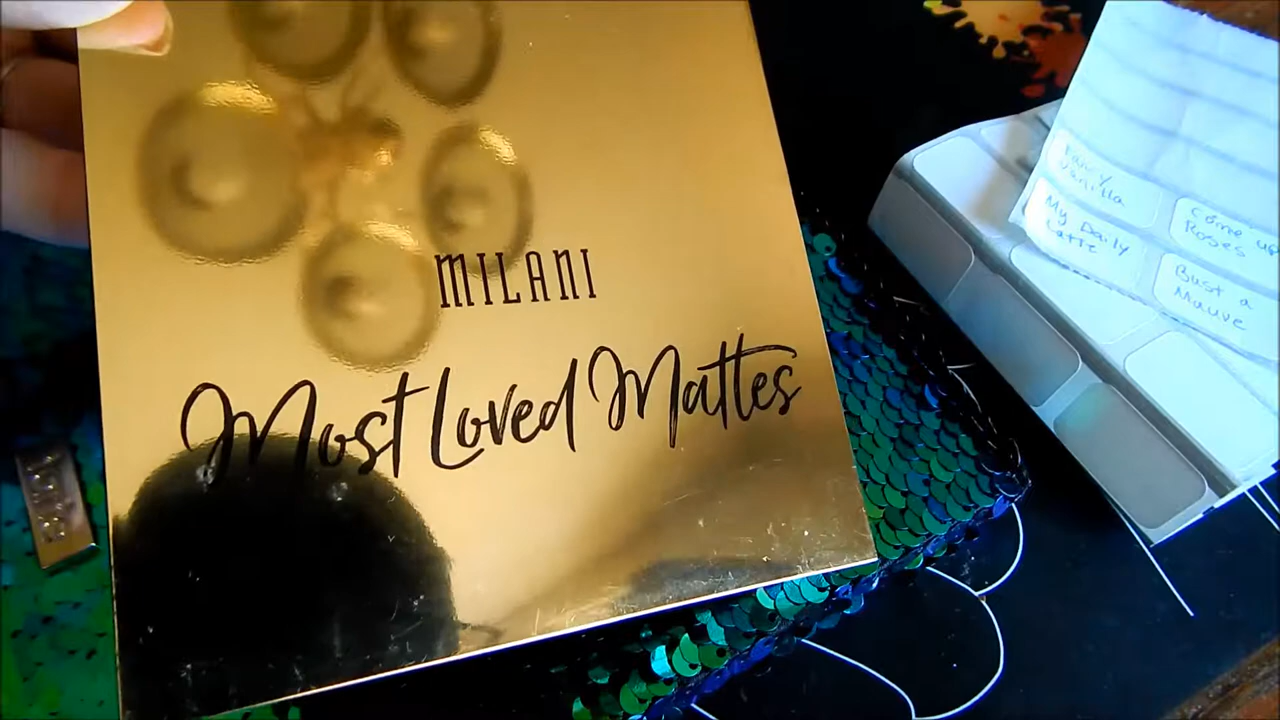 MILANI
Most Loved Mattes
Fancy
Vanilla
My Daily
Latte
Come up
Roses
Bust a
Mauve